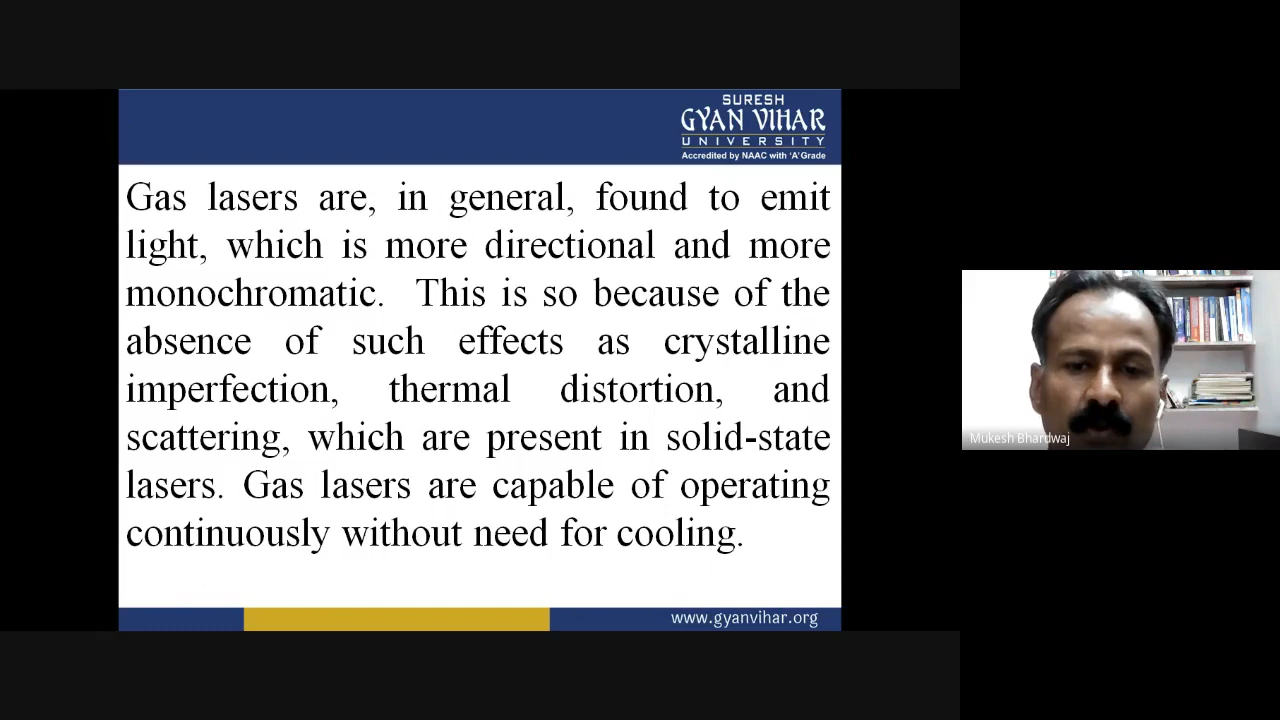 SURESH
GYAN VIHAR
UNIVERSITY
Accredited by NAAC with 'A' Grade
Gas lasers are, in general, found to emit
light, which is more directional and more
monochromatic. This is so because of the
absence of such effects as crystalline
imperfection, thermal distortion, and
scattering, which are present in solid-state
lasers. Gas lasers are capable of operating
continuously without need for cooling.
www.gyanvihar.org
Mukesh Bhardwaj